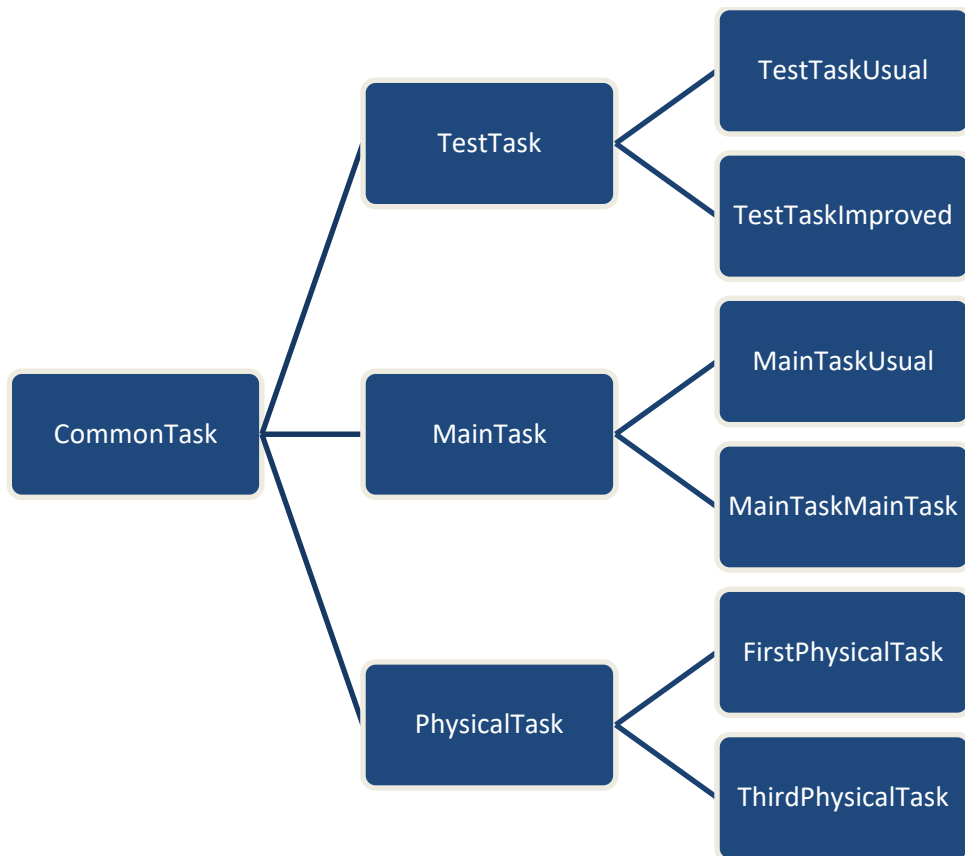 CommonTask
TestTask
TestTaskUsual
TestTaskImproved
MainTask
MainTaskUsual
MainTaskMainTask
PhysicalTask
FirstPhysicalTask
ThirdPhysicalTask